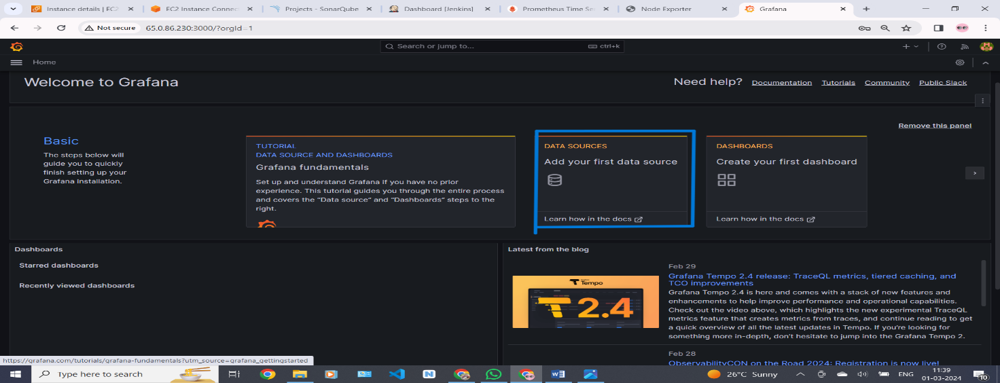 Instance details | EC2
EC2 Instance Connect
Projects - SonarQube
Dashboard [Jenkins]
Prometheus Time Se
Node Exporter
Grafana
Not secure
65.0.86.230:3000/?orgId=1
Search or jump to...
ctrl+k
Home
Welcome to Grafana
Need help?
Documentation
Tutorials
Community
Public Slack
Remove this panel
Basic
The steps below will
guide you to quickly
finish setting up your
Grafana installation.
TUTORIAL
DATA SOURCE AND DASHBOARDS
Grafana fundamentals
Set up and understand Grafana if you have no prior
experience. This tutorial guides you through the entire process
and covers the "Data source" and "Dashboards" steps to the
right.
DATA SOURCES
Add your first data source
Learn how in the docs
DASHBOARDS
Create your first dashboard
Learn how in the docs
Dashboards
Starred dashboards
Recently viewed dashboards
Latest from the blog
Feb 29
Grafana Tempo 2.4 release: TraceQL metrics, tiered caching, and
TCO improvements
Grafana Tempo 2.4 is here and comes with a stack of new features and
enhancements to help improve performance and operational capabilities.
Check out the video above, which highlights the new experimental TraceQL
metrics feature that creates metrics from traces, and continue reading to get
a quick overview of all the latest updates in Tempo. If you're looking for
something more in-depth, don't hesitate to jump into the Grafana Tempo 2.
Grafana
Tempo
2.4
Feb 28
ObservabilityCON on the Road 2024: Registration is now live!
https://grafana.com/tutorials/grafana-fundamentals?utm_source=grafana_gettingstarted
Type here to search
26°C Sunny
ENG
11:39
01-03-2024
10